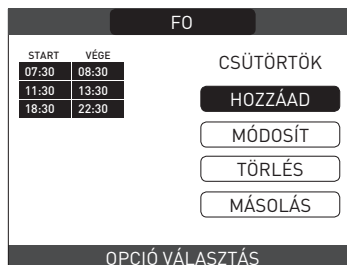 FO
START VÉGE
07:30 08:30
11:30 13:30
18:30 22:30
CSÜTÖRTÖK
HOZZÁAD
MÓDOSÍT
TÖRLÉS
MÁSOLÁS
OPCIÓ VÁLASZTÁS